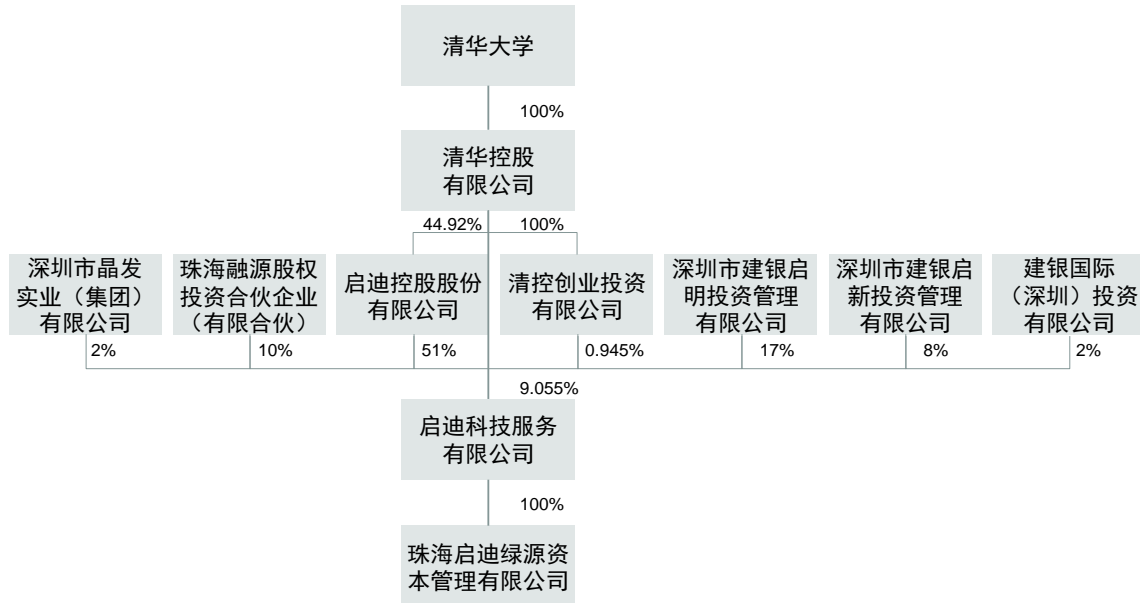 清华大学
100%
清华控股
有限公司
44.92%
100%
深圳市晶发
实业（集团）
有限公司
珠海融源股权
投资合伙企业
（有限合伙）
启迪控股股份
有限公司
清控创业投资
有限公司
深圳市建银启
明投资管理
有限公司
深圳市建银启
新投资管理
有限公司
建银国际
（深圳）投资
有限公司
2%
10%
51%
0.945%
17%
8%
2%
9.055%
启迪科技服务
有限公司
100%
珠海启迪绿源资
本管理有限公司